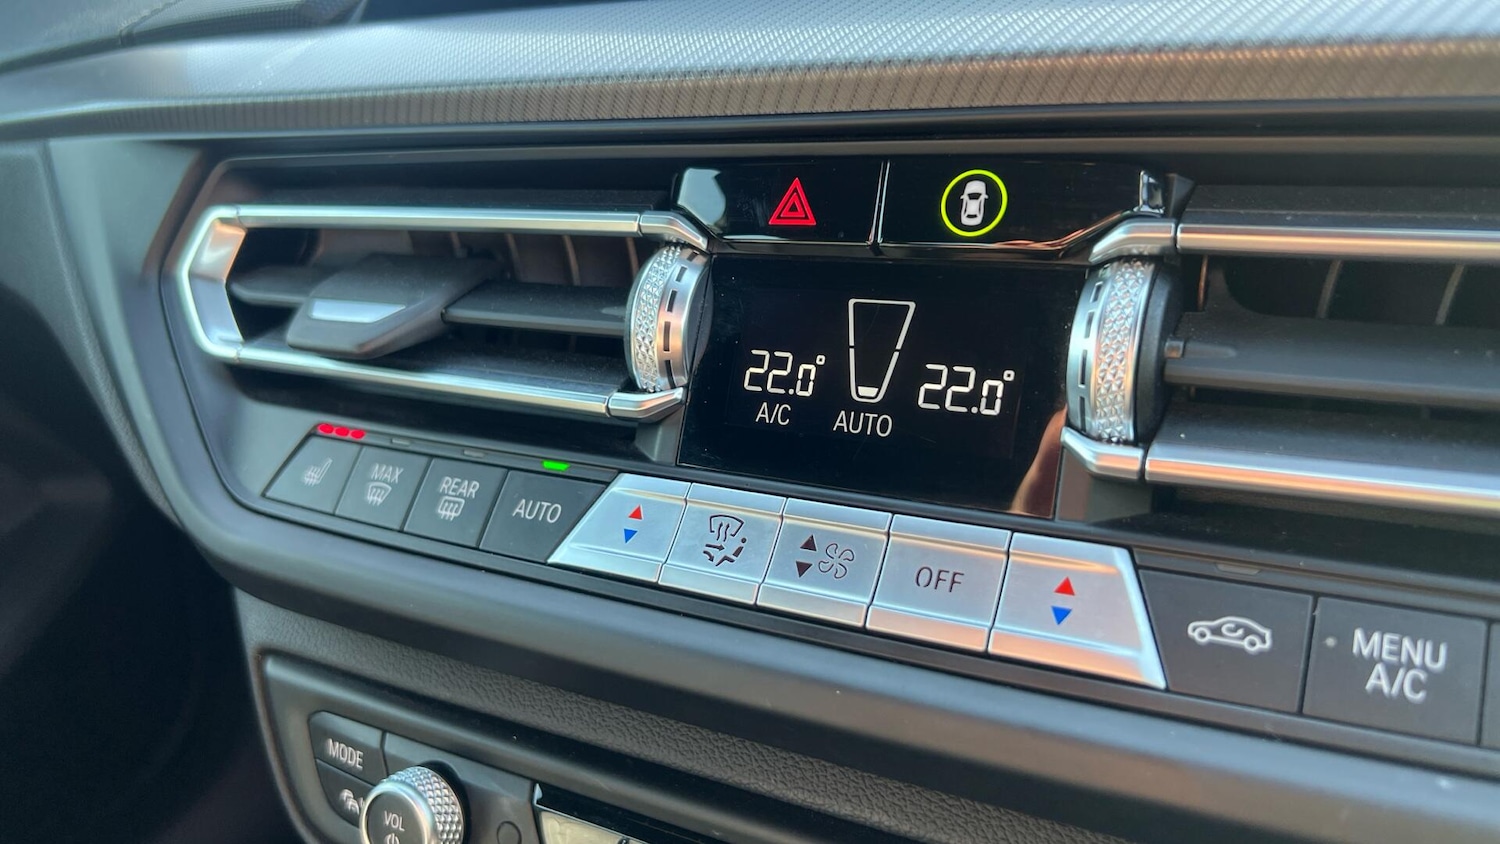 22.0°
A/C
AUTO
22.0°
MAX
REAR
AUTO
OFF
MENU
A/C
MODE
VOL